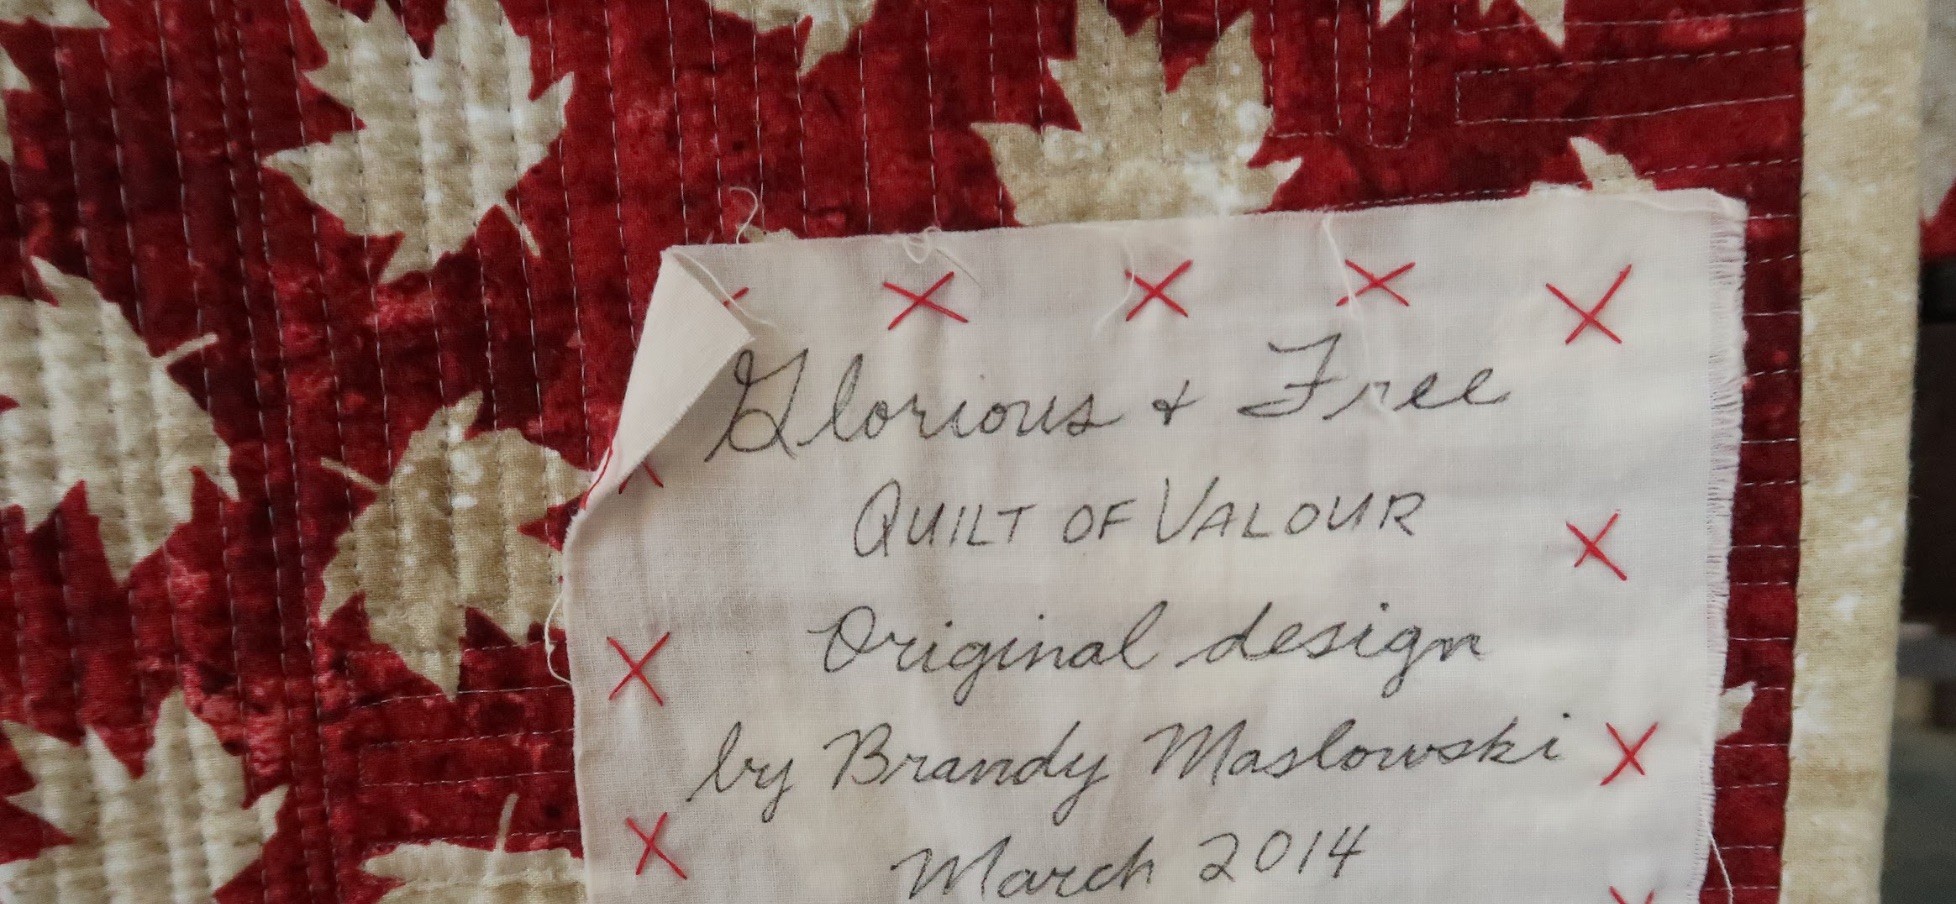 Glorious & Free
QUILT OF VALOUR
Original design
by Brandy Maslowski
March 2014